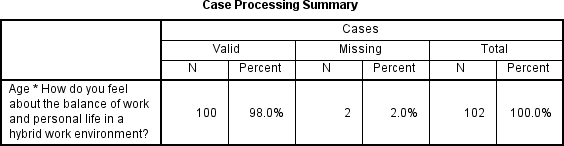 Case Processing Summary
Cases
Valid Missing Total
N Percent N Percent N Percent
Age * How do you feel
about the balance of work
and personal life in a
hybrid work environment?
100 98.0% 2 2.0% 102 100.0%